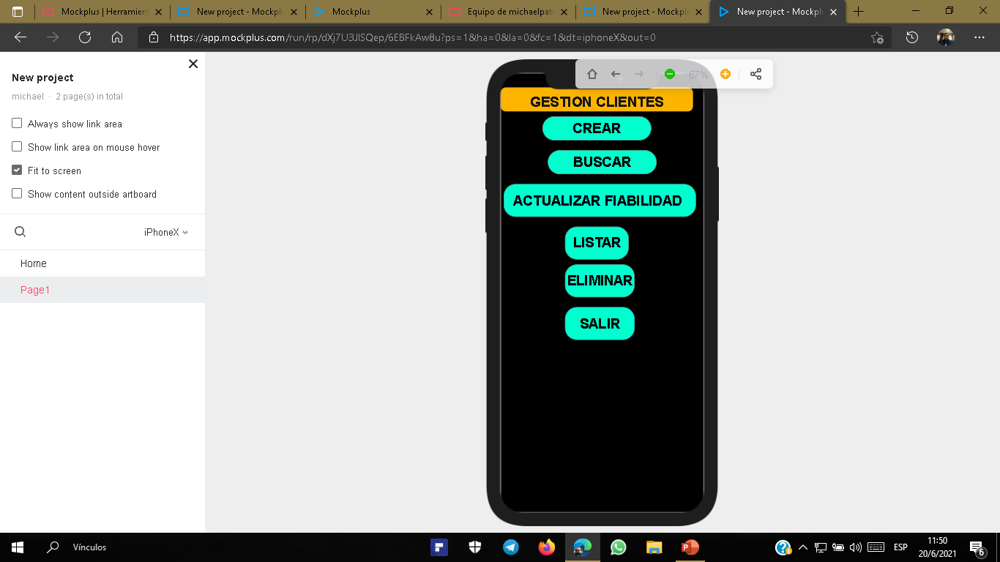 Mockplus | Herramien
New project - Mockpl
Mockplus
Equipo de michaelpat
New project - Mockpl
New project - Mockpl
https://app.mockplus.com/run/rp/dXj7U3JlSQep/6EBFkAw8u?ps=1&ha=0&la=0&fc=1&dt=iphoneX&out=0
New project
michael · 2 page(s) in total
Always show link area
Show link area on mouse hover
Fit to screen
Show content outside artboard
iPhoneX
Home
Page1
67%
GESTION CLIENTES
CREAR
BUSCAR
ACTUALIZAR FIABILIDAD
LISTAR
ELIMINAR
SALIR
Vínculos
ESP
11:50
20/6/2021
6